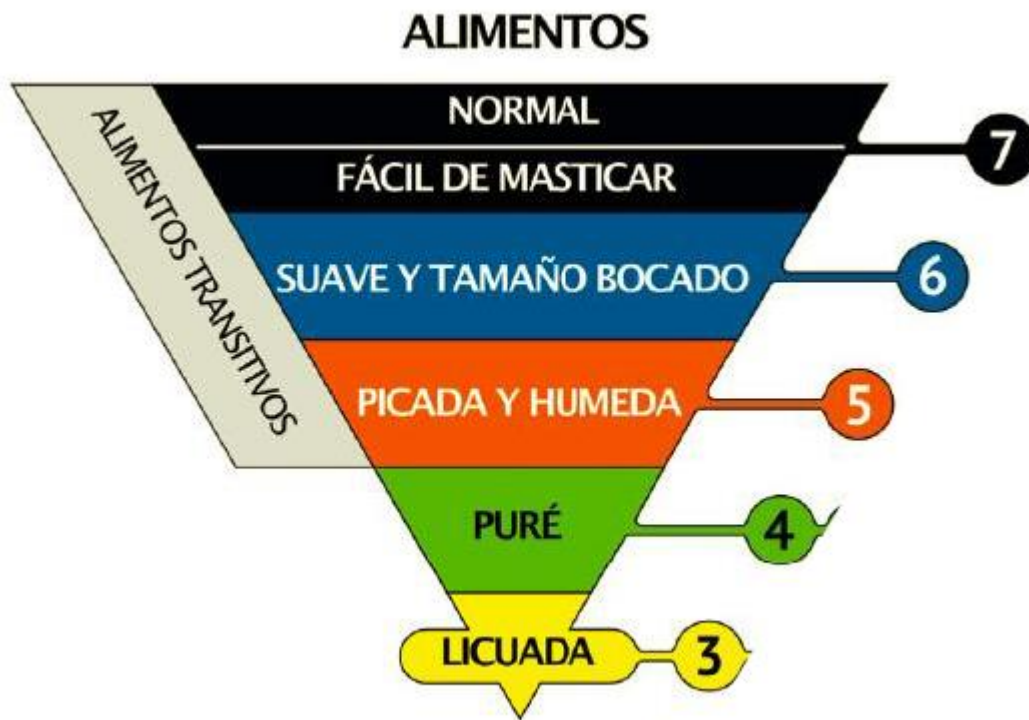 ALIMENTOS
ALIMENTOS TRANSITIVOS
NORMAL
7
FÁCIL DE MASTICAR
SUAVE Y TAMAÑO BOCADO
6
PICADA Y HUMEDA
5
PURÉ
4
LICUADA
3